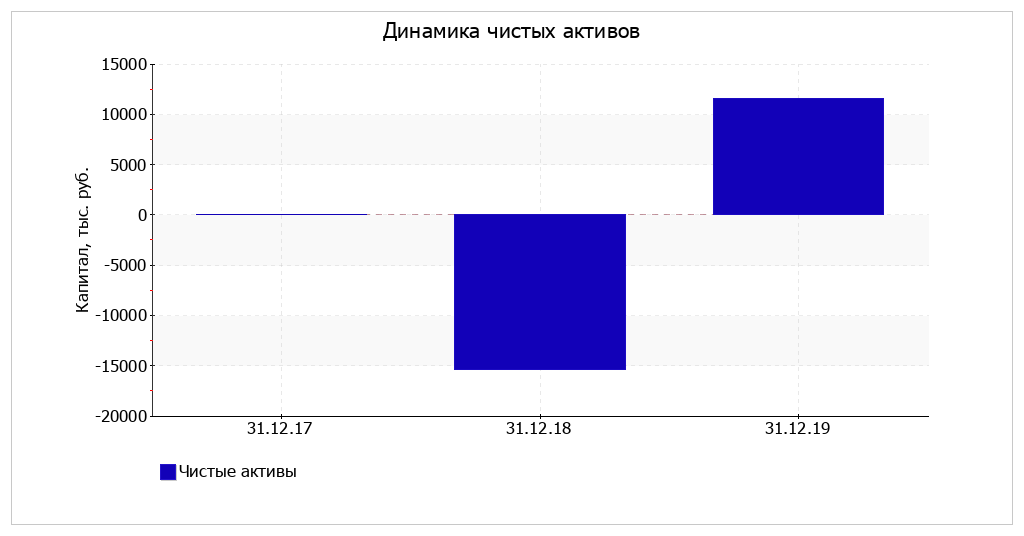 Динамика чистых активов
Капитал, тыс. руб.
15000
10000
5000
0
-5000
-10000
-15000
-20000
31.12.17 31.12.18 31.12.19
Чистые активы